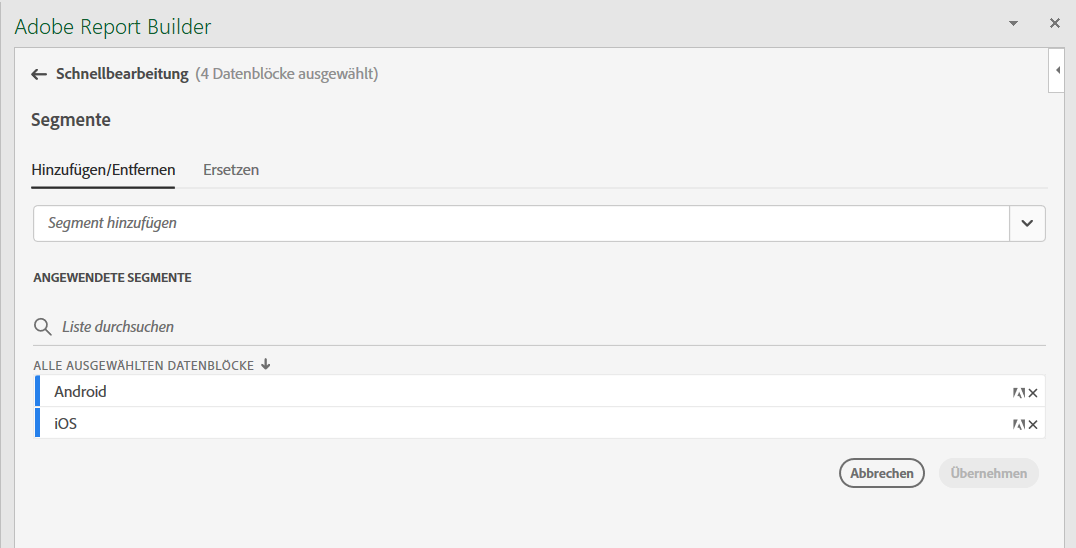 Adobe Report Builder
Schnellbearbeitung (4 Datenblöcke ausgewählt)
Segmente
Hinzufügen/Entfernen Ersetzen
Segment hinzufügen
ANGEWENDETE SEGMENTE
Liste durchsuchen
ALLE AUSGEWÄHLTEN DATENBLÖCKE
Android
iOS
Abbrechen Übernehmen